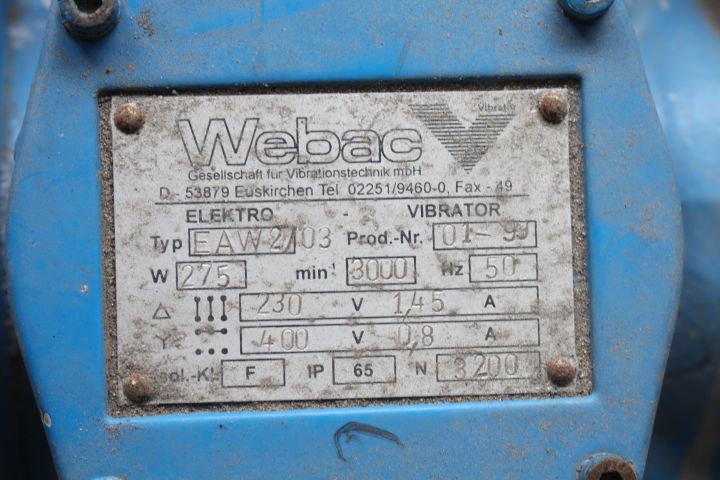 Webac
Gesellschaft für Vibrationstechnik mbH
D - 53879 Euskirchen Tel 02251/9460-0, Fax - 49
ELEKTRO - VIBRATOR
Typ EAW 2/03 Prod.-Nr. 01-99
W 275 min⁻¹ 3000 Hz 50
△ 230 V 1,45 A
Y 400 V 0,8 A
Isol.-Kl. F IP 65 N 3200